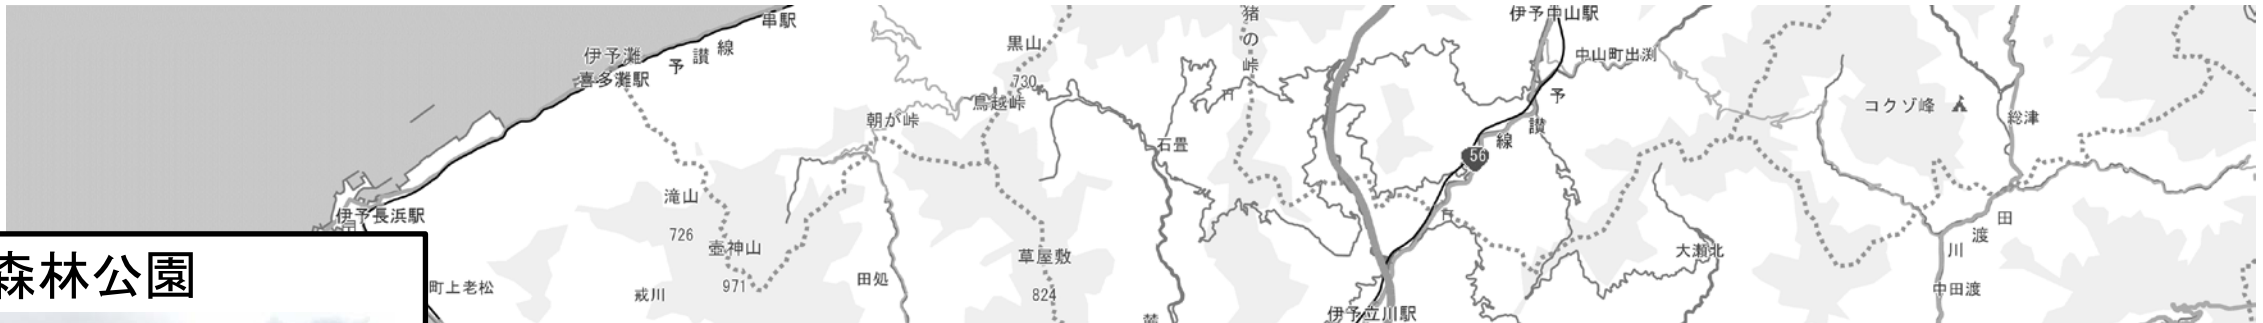 串駅
伊予灘
喜多灘駅
予讃線
黒山
730
鳥越峠
朝が峠
猪の峠
石畳
伊予中山駅
中山町出渕
予讃線
56
コクゾ峰
総津
滝山
726
壺神山
971
戒川
田処
草屋敷
824
伊予長浜駅
森林公園
町上老松
伊予立川駅
大瀬北
田渡川
中田渡